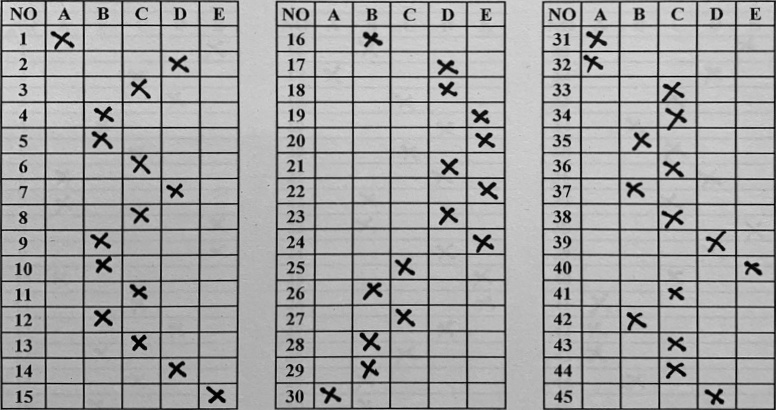 NO A B C D E
1 X
2 X
3 X
4 X
5 X
6 X
7 X
8 X
9 X
10 X
11 X
12 X
13 X
14 X
15 X
NO A B C D E
16 X
17 X
18 X
19 X
20 X
21 X
22 X
23 X
24 X
25 X
26 X
27 X
28 X
29 X
30 X
NO A B C D E
31 X
32 X
33 X
34 X
35 X
36 X
37 X
38 X
39 X
40 X
41 X
42 X
43 X
44 X
45 X